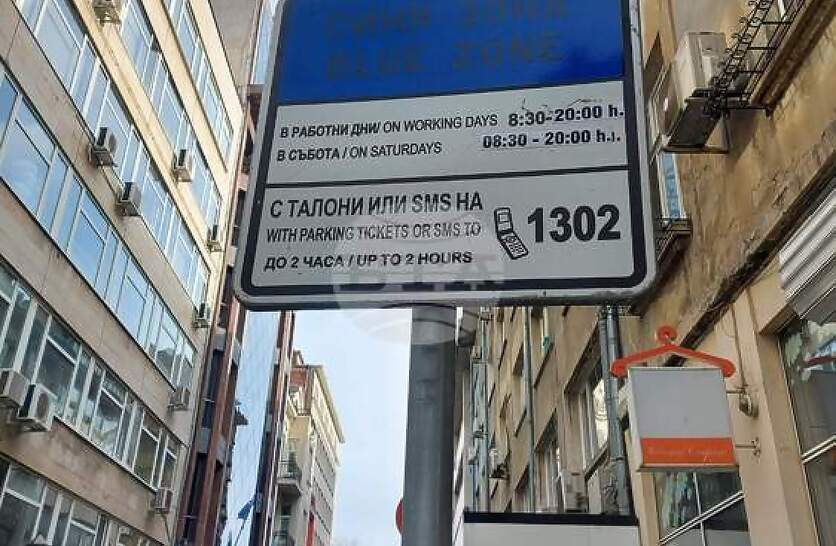 СИНЯ ЗОНА
BLUE ZONE
В РАБОТНИ ДНИ/ ON WORKING DAYS 8:30-20:00 h.
В СЪБОТА / ON SATURDAYS 08:30 - 20:00 h.
С ТАЛОНИ ИЛИ SMS НА
WITH PARKING TICKETS OR SMS TO
1302
ДО 2 ЧАСА / UP TO 2 HOURS